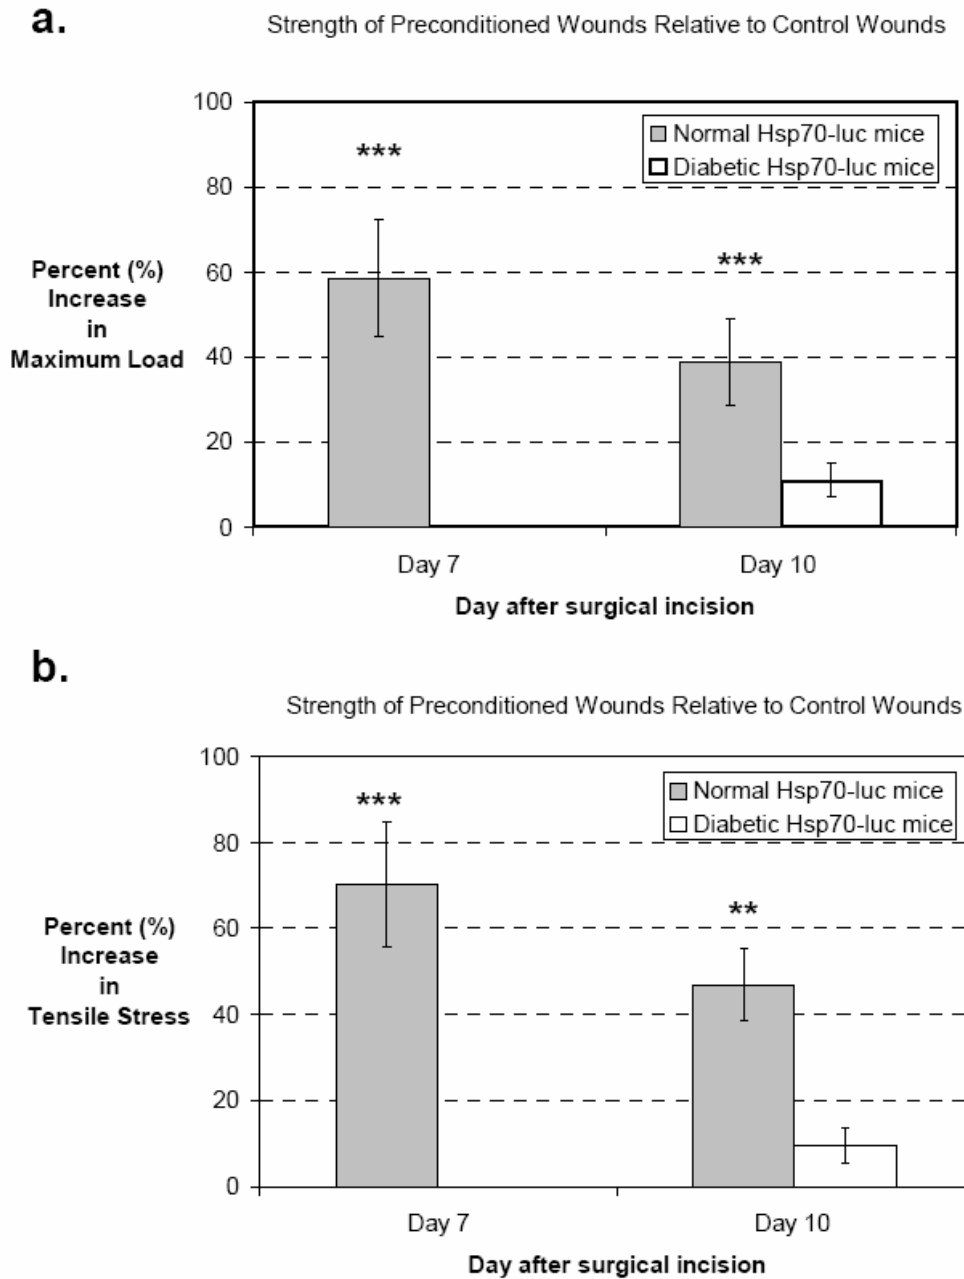 a.
Strength of Preconditioned Wounds Relative to Control Wounds
100
80
60
40
20
0
Percent (%)
Increase
in
Maximum Load
Normal Hsp70-luc mice
Diabetic Hsp70-luc mice
***
***
Day 7
Day 10
Day after surgical incision
b.
Strength of Preconditioned Wounds Relative to Control Wounds
100
80
60
40
20
0
Percent (%)
Increase
in
Tensile Stress
Normal Hsp70-luc mice
Diabetic Hsp70-luc mice
***
**
Day 7
Day 10
Day after surgical incision